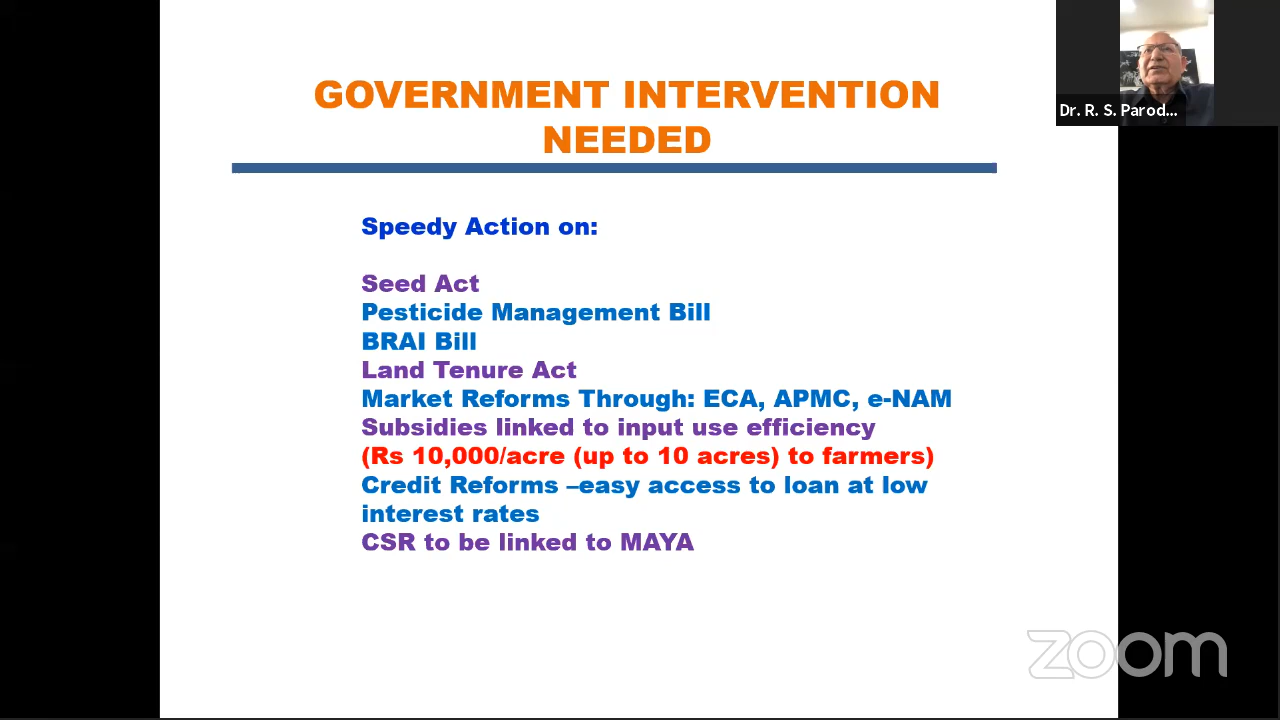 GOVERNMENT INTERVENTION
NEEDED
Speedy Action on:
Seed Act
Pesticide Management Bill
BRAI Bill
Land Tenure Act
Market Reforms Through: ECA, APMC, e-NAM
Subsidies linked to input use efficiency
(Rs 10,000/acre (up to 10 acres) to farmers)
Credit Reforms –easy access to loan at low
interest rates
CSR to be linked to MAYA
Dr. R. S. Parod...
zoom